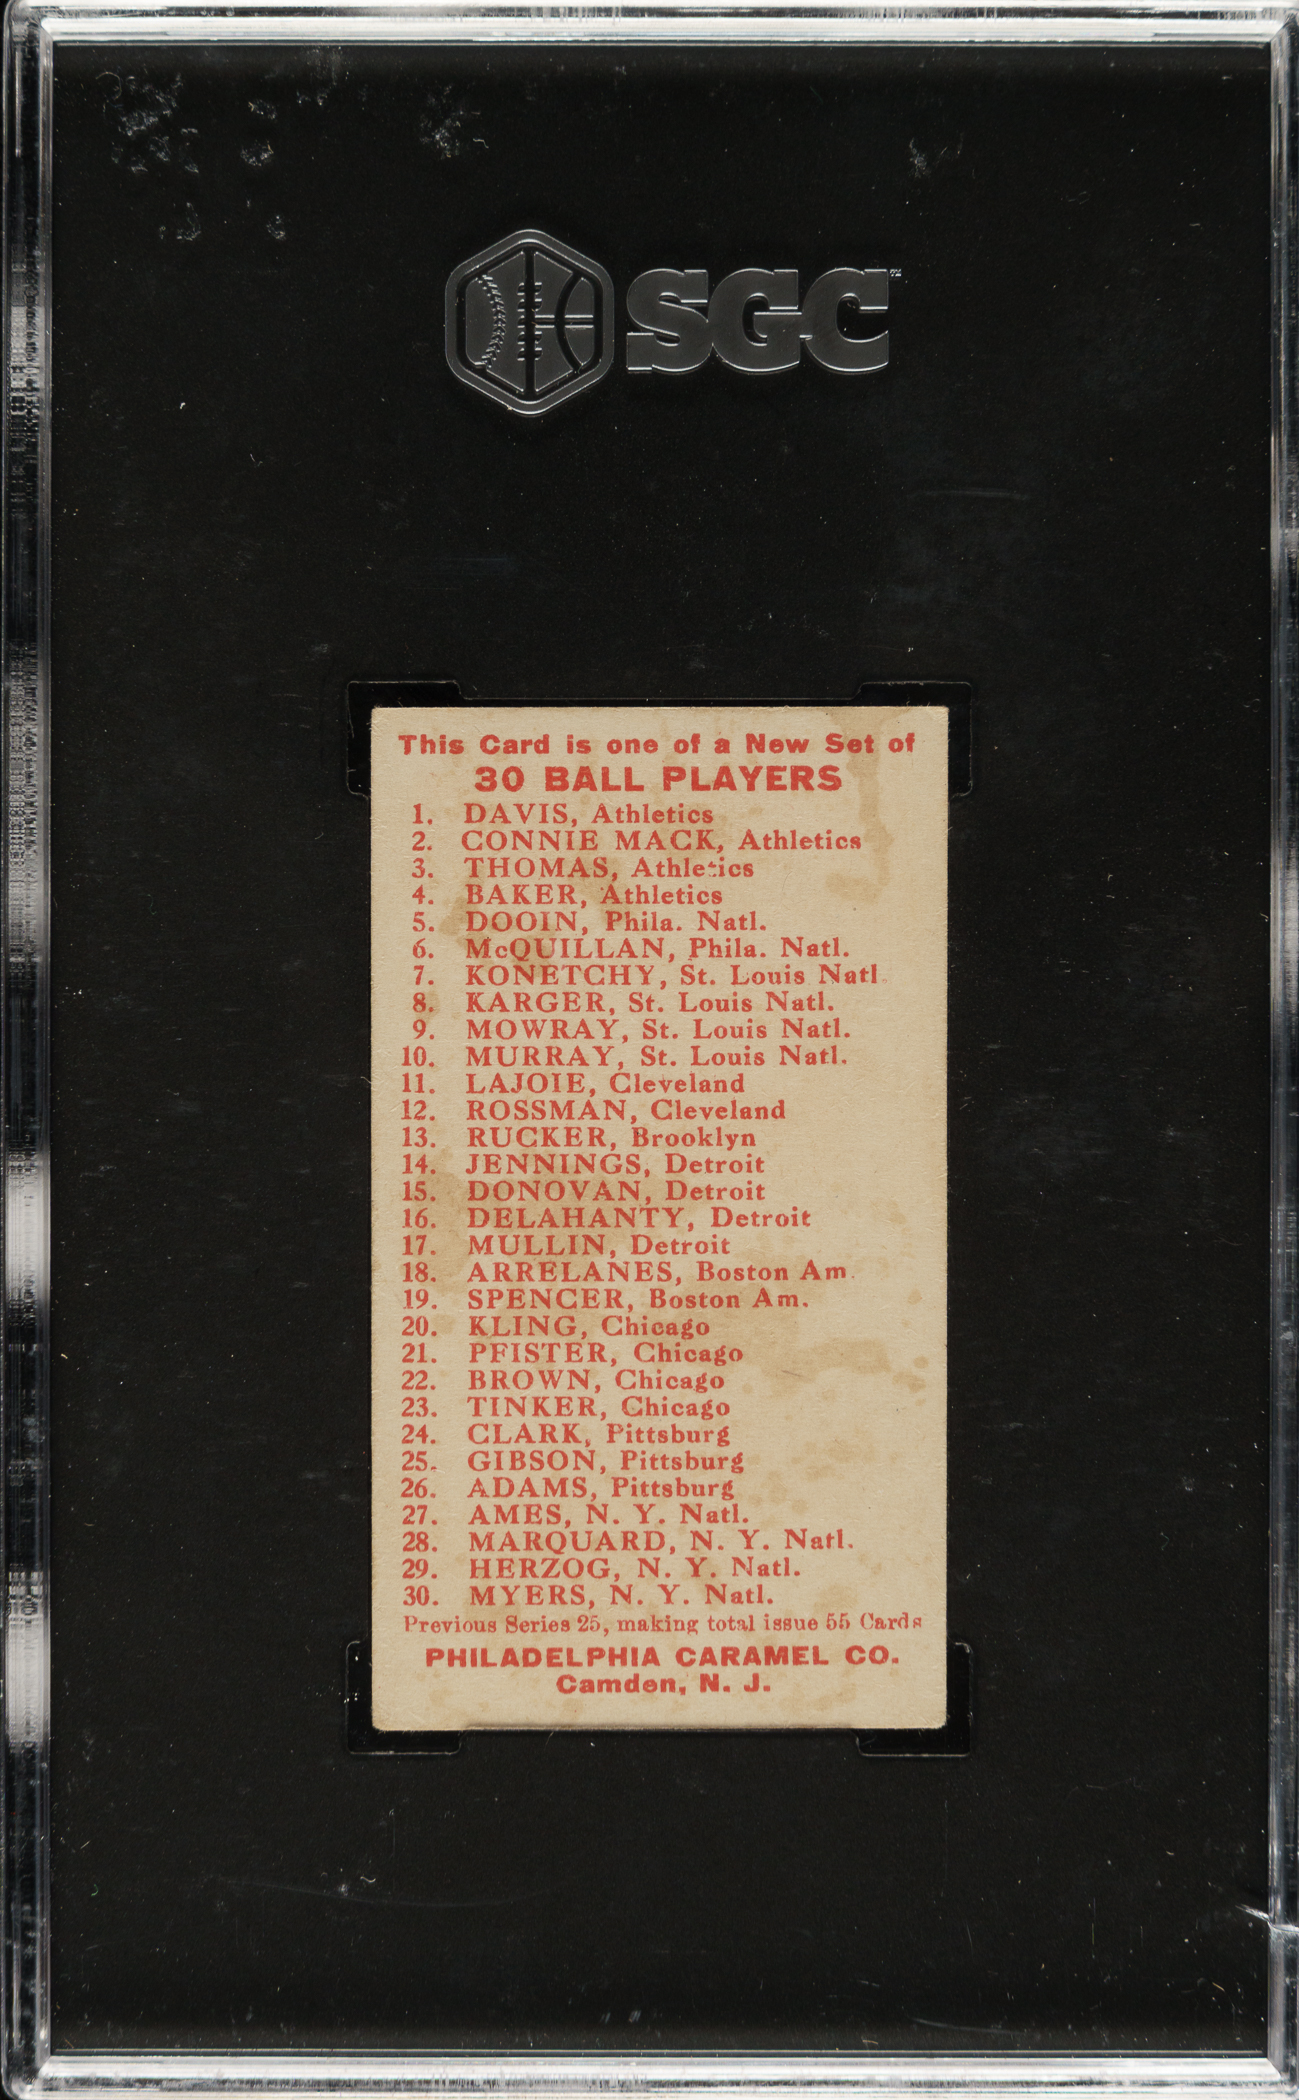 SGC™
This Card is one of a New Set of
30 BALL PLAYERS
1. DAVIS, Athletics
2. CONNIE MACK, Athletics
3. THOMAS, Athletics
4. BAKER, Athletics
5. DOOIN, Phila. Natl.
6. McQUILLAN, Phila. Natl.
7. KONETCHY, St. Louis Natl.
8. KARGER, St. Louis Natl.
9. MOWRAY, St. Louis Natl.
10. MURRAY, St. Louis Natl.
11. LAJOIE, Cleveland
12. ROSSMAN, Cleveland
13. RUCKER, Brooklyn
14. JENNINGS, Detroit
15. DONOVAN, Detroit
16. DELAHANTY, Detroit
17. MULLIN, Detroit
18. ARRELANES, Boston Am.
19. SPENCER, Boston Am.
20. KLING, Chicago
21. PFISTER, Chicago
22. BROWN, Chicago
23. TINKER, Chicago
24. CLARK, Pittsburg
25. GIBSON, Pittsburg
26. ADAMS, Pittsburg
27. AMES, N. Y. Natl.
28. MARQUARD, N. Y. Natl.
29. HERZOG, N. Y. Natl.
30. MYERS, N. Y. Natl.
Previous Series 25, making total issue 55 Cards
PHILADELPHIA CARAMEL CO.
Camden, N. J.